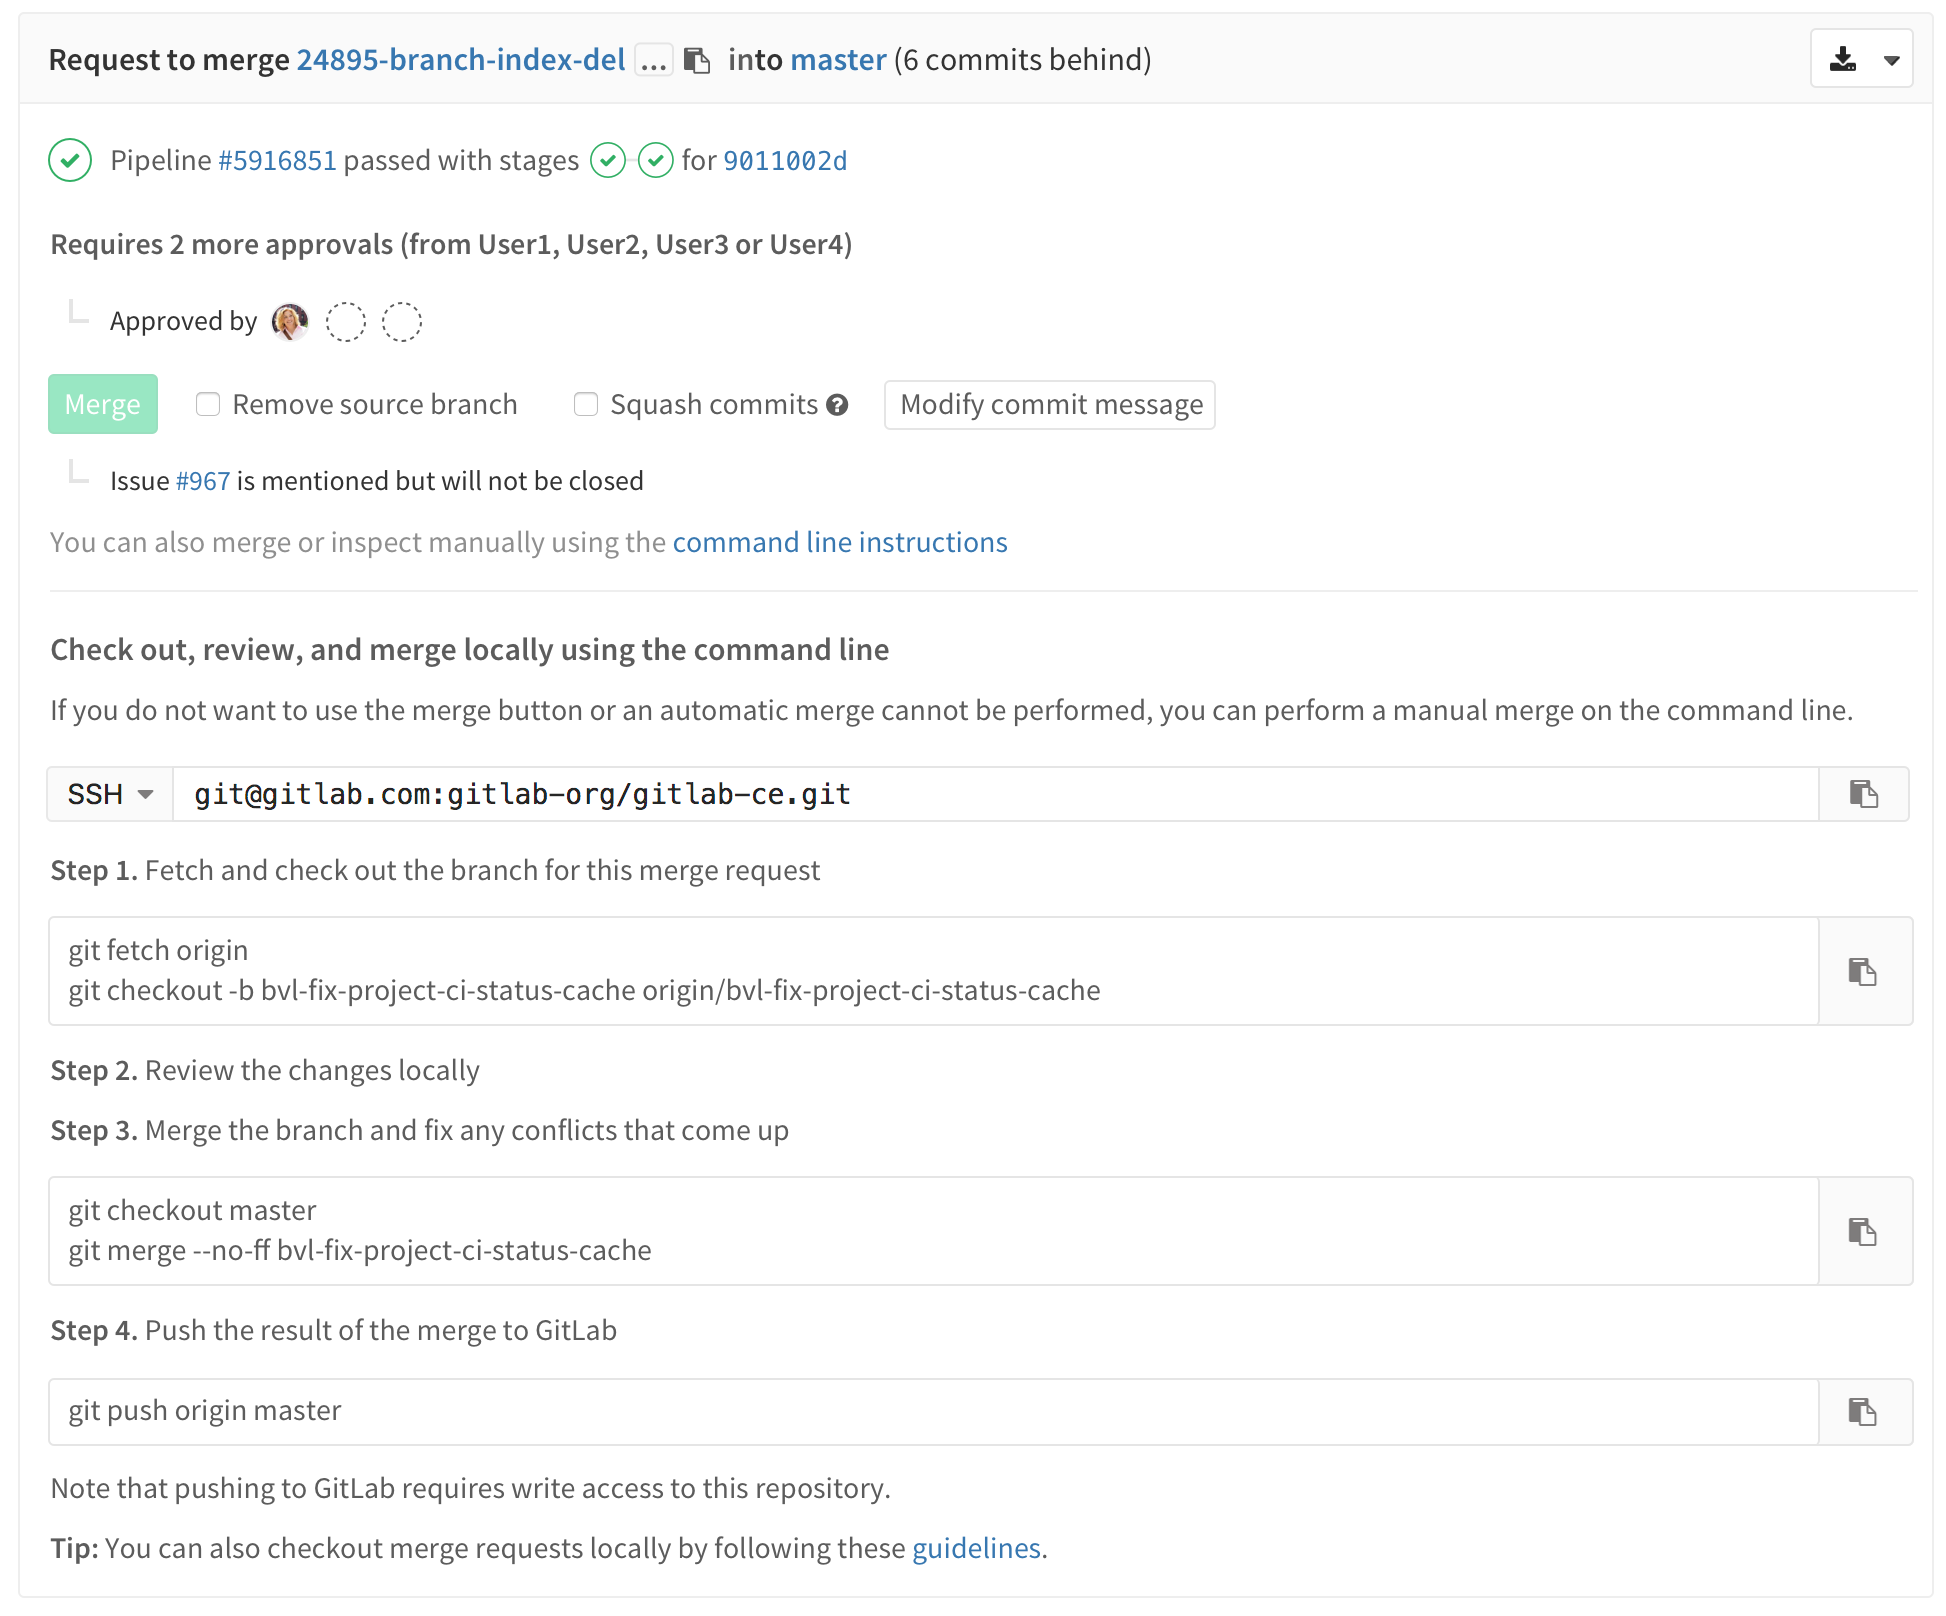 Request to merge 24895-branch-index-del ... into master (6 commits behind)
Pipeline #5916851 passed with stages for 9011002d
Requires 2 more approvals (from User1, User2, User3 or User4)
Approved by
Merge Remove source branch Squash commits ? Modify commit message
Issue #967 is mentioned but will not be closed
You can also merge or inspect manually using the command line instructions
Check out, review, and merge locally using the command line
If you do not want to use the merge button or an automatic merge cannot be performed, you can perform a manual merge on the command line.
SSH git@gitlab.com:gitlab-org/gitlab-ce.git
Step 1. Fetch and check out the branch for this merge request
git fetch origin
git checkout -b bvl-fix-project-ci-status-cache origin/bvl-fix-project-ci-status-cache
Step 2. Review the changes locally
Step 3. Merge the branch and fix any conflicts that come up
git checkout master
git merge --no-ff bvl-fix-project-ci-status-cache
Step 4. Push the result of the merge to GitLab
git push origin master
Note that pushing to GitLab requires write access to this repository.
Tip: You can also checkout merge requests locally by following these guidelines.